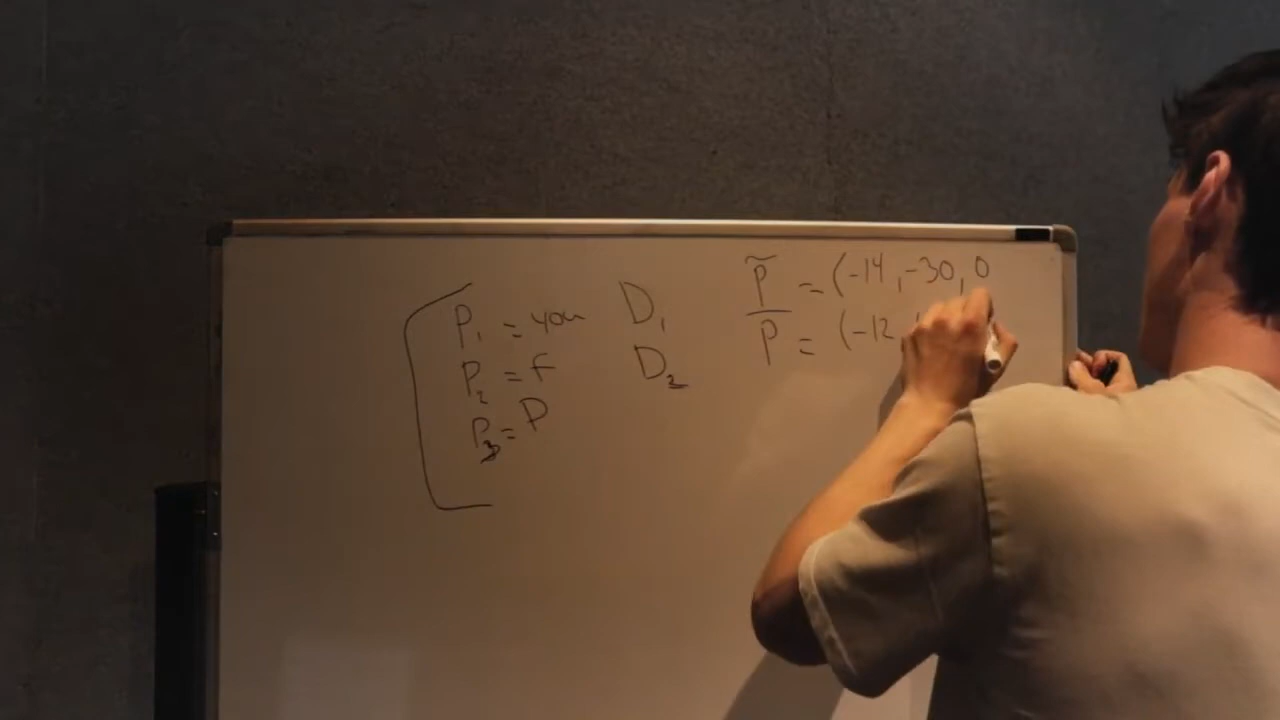 P₁ = you
P₂ = F
P₃ = P
D₁
D₂
P̃ = (-14, -30, 0
P = (-12